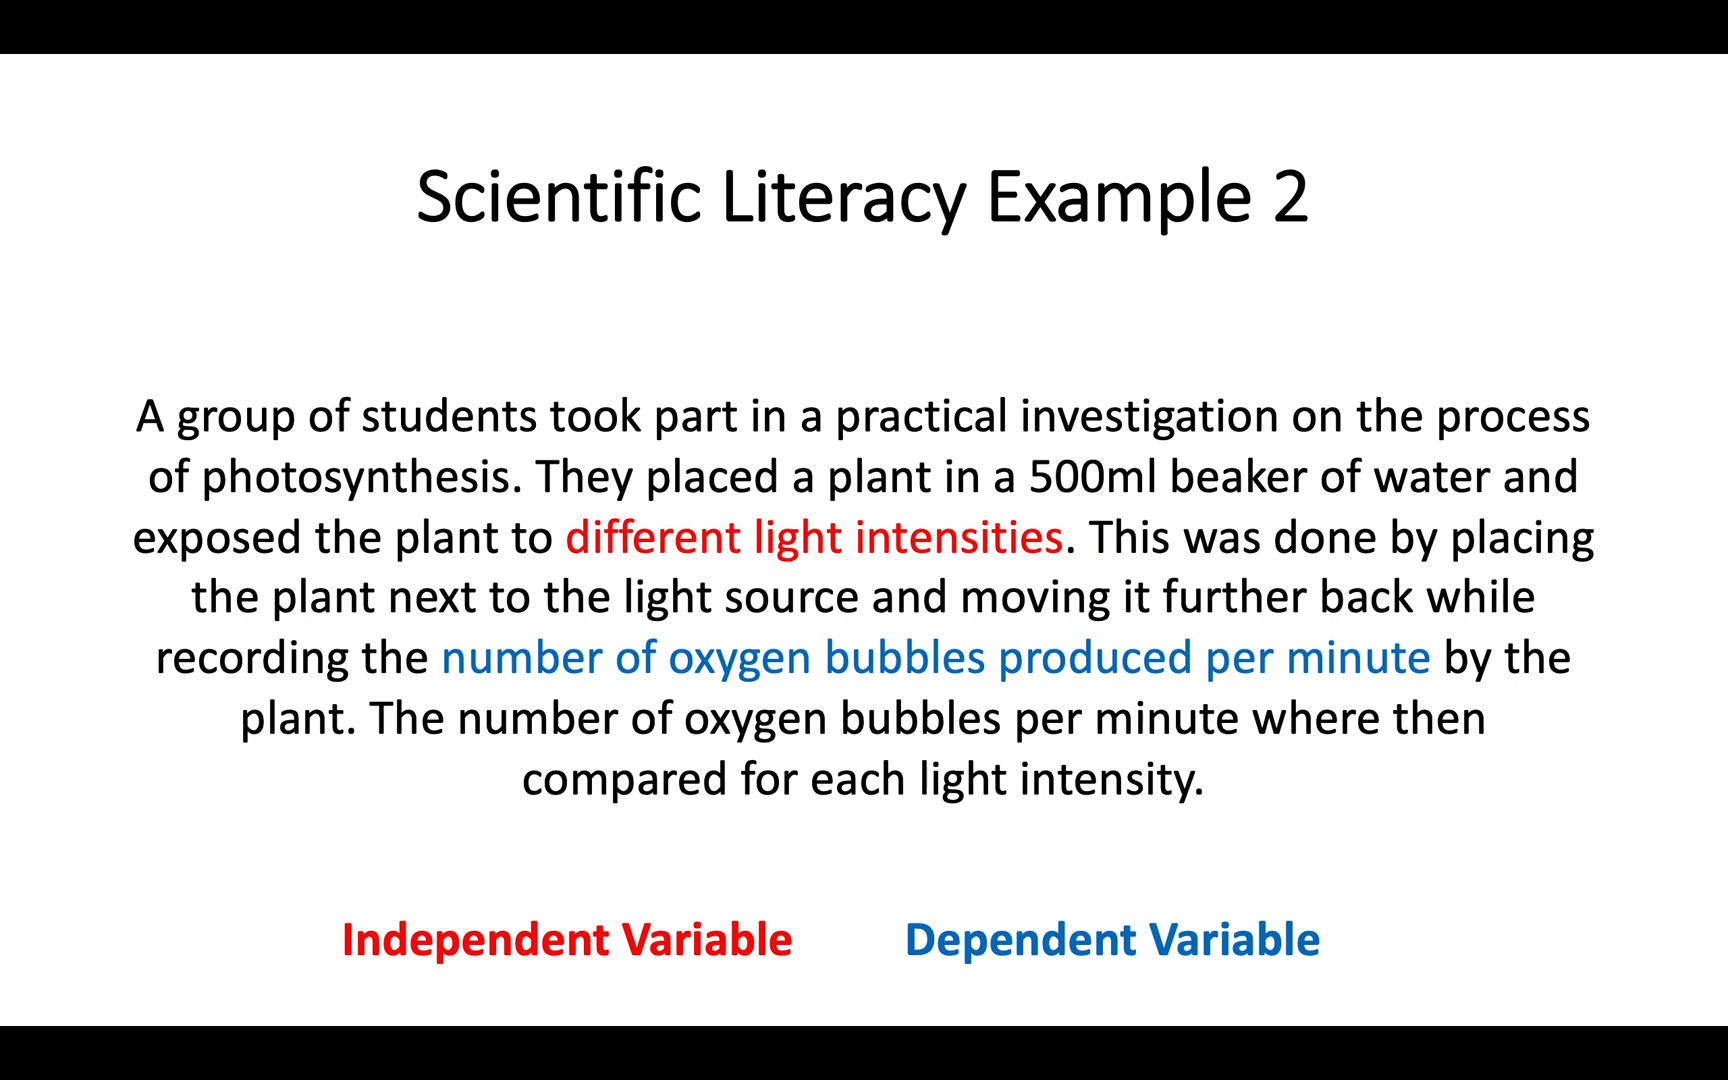 Scientific Literacy Example 2
A group of students took part in a practical investigation on the process
of photosynthesis. They placed a plant in a 500ml beaker of water and
exposed the plant to different light intensities. This was done by placing
the plant next to the light source and moving it further back while
recording the number of oxygen bubbles produced per minute by the
plant. The number of oxygen bubbles per minute where then
compared for each light intensity.
Independent Variable Dependent Variable